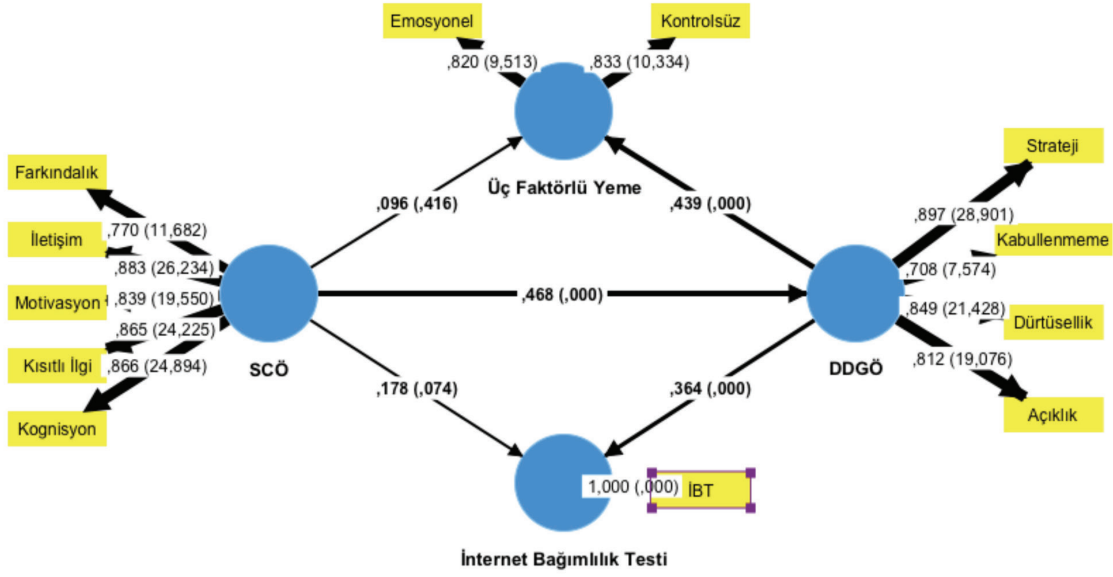 Emosyonel
Kontrolsüz
,820 (9,513)
,833 (10,334)
Üç Faktörlü Yeme
Farkındalık
İletişim
Motivasyon
Kısıtlı İlgi
Kognisyon
,770 (11,682)
,883 (26,234)
,839 (19,550)
,865 (24,225)
,866 (24,894)
SCÖ
,096 (,416)
,439 (,000)
,468 (,000)
,178 (,074)
,364 (,000)
DDGÖ
Strateji
Kabullenmeme
Dürtüsellik
Açıklık
,897 (28,901)
,708 (7,574)
,849 (21,428)
,812 (19,076)
1,000 (,000)
İBT
İnternet Bağımlılık Testi